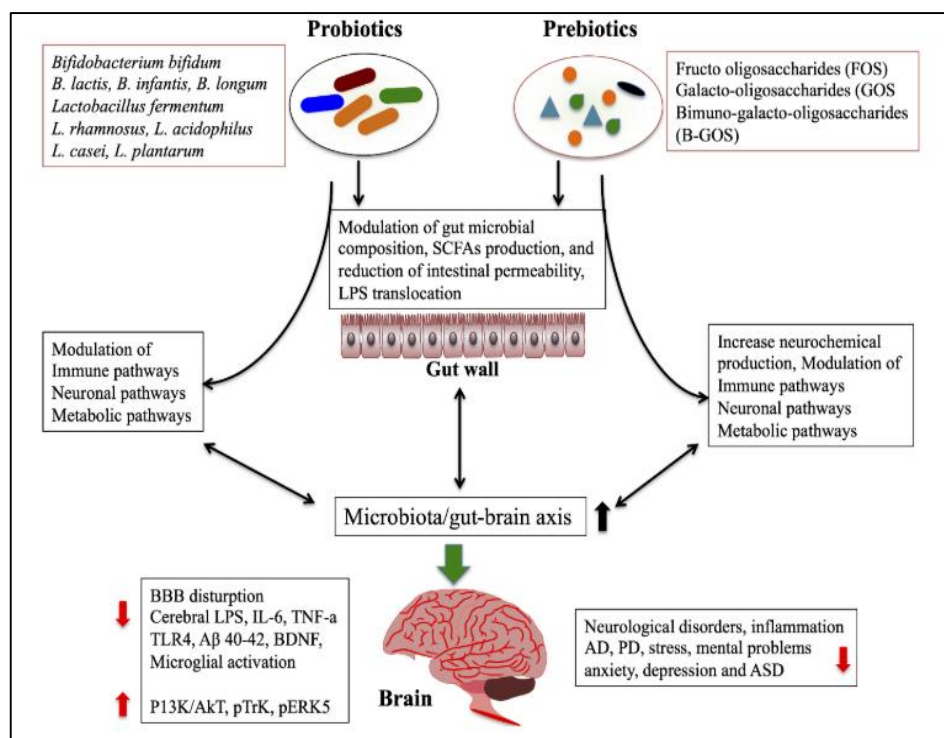 Probiotics
Prebiotics
Bifidobacterium bifidum
B. lactis, B. infantis, B. longum
Lactobacillus fermentum
L. rhamnosus, L. acidophilus
L. casei, L. plantarum
Fructo oligosaccharides (FOS)
Galacto-oligosaccharides (GOS
Bimuno-galacto-oligosaccharides
(B-GOS)
Modulation of gut microbial
composition, SCFAs production, and
reduction of intestinal permeability,
LPS translocation
Gut wall
Modulation of
Immune pathways
Neuronal pathways
Metabolic pathways
Increase neurochemical
production, Modulation of
Immune pathways
Neuronal pathways
Metabolic pathways
Microbiota/gut-brain axis
BBB disturption
Cerebral LPS, IL-6, TNF-a
TLR4, Aβ 40-42, BDNF,
Microglial activation
P13K/AkT, pTrK, pERK5
Brain
Neurological disorders, inflammation
AD, PD, stress, mental problems
anxiety, depression and ASD